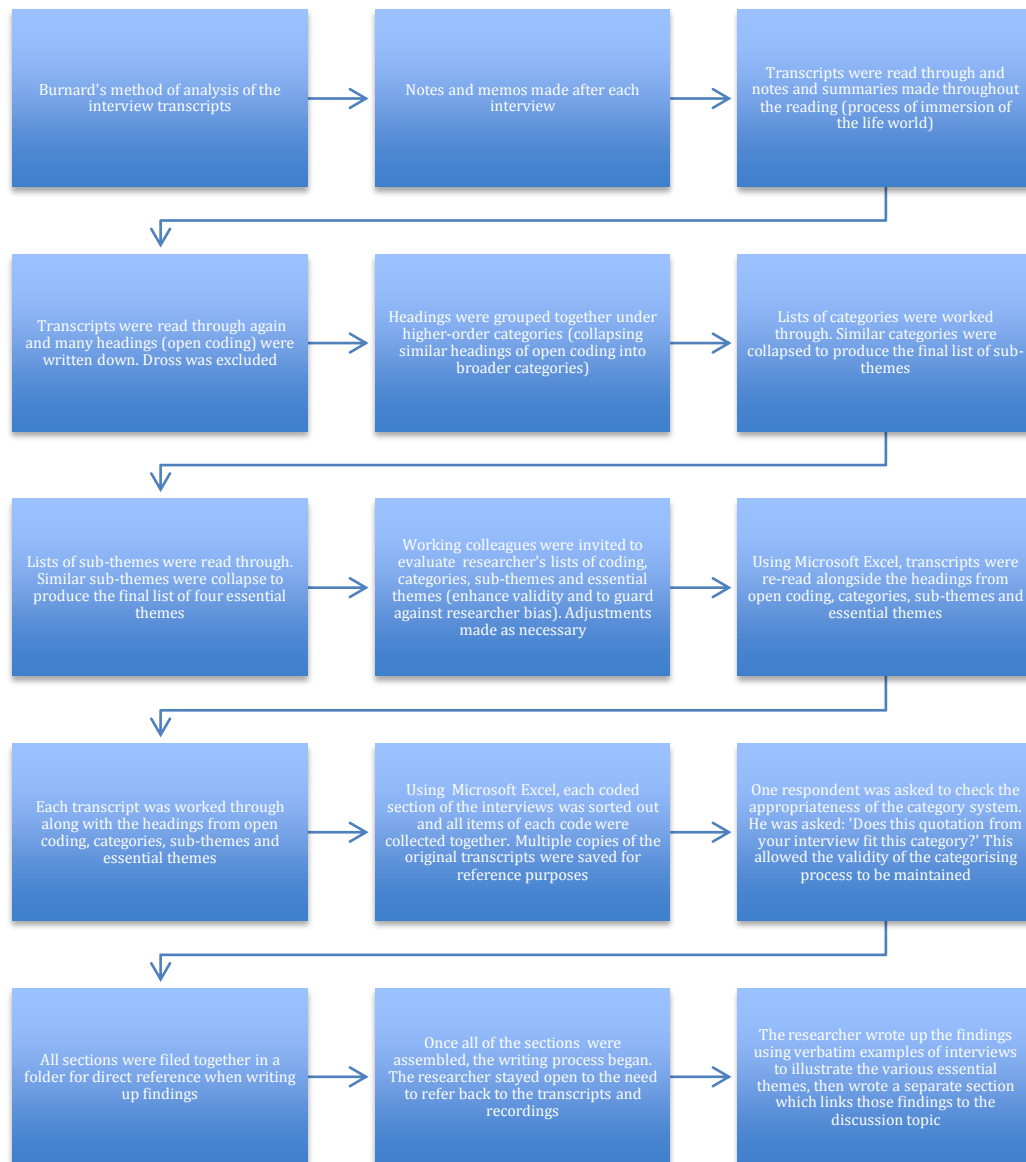 Burnard's method of analysis of the
interview transcripts
Notes and memos made after each
interview
Transcripts were read through and
notes and summaries made throughout
the reading (process of immersion of
the life world)
Transcripts were read through again
and many headings (open coding) were
written down. Dross was excluded
Headings were grouped together under
higher-order categories (collapsing
similar headings of open coding into
broader categories)
Lists of categories were worked
through. Similar categories were
collapsed to produce the final list of sub-
themes
Lists of sub-themes were read through.
Similar sub-themes were collapse to
produce the final list of four essential
themes
Working colleagues were invited to
evaluate researcher's lists of coding,
categories, sub-themes and essential
themes (enhance validity and to guard
against researcher bias). Adjustments
made as necessary
Using Microsoft Excel, transcripts were
re-read alongside the headings from
open coding, categories, sub-themes and
essential themes
Each transcript was worked through
along with the headings from open
coding, categories, sub-themes and
essential themes
Using Microsoft Excel, each coded
section of the interviews was sorted out
and all items of each code were
collected together. Multiple copies of the
original transcripts were saved for
reference purposes
One respondent was asked to check the
appropriateness of the category system.
He was asked: 'Does this quotation from
your interview fit this category?' This
allowed the validity of the categorising
process to be maintained
All sections were filed together in a
folder for direct reference when writing
up findings
Once all of the sections were
assembled, the writing process began.
The researcher stayed open to the need
to refer back to the transcripts and
recordings
The researcher wrote up the findings
using verbatim examples of interviews
to illustrate the various essential
themes, then wrote a separate section
which links those findings to the
discussion topic